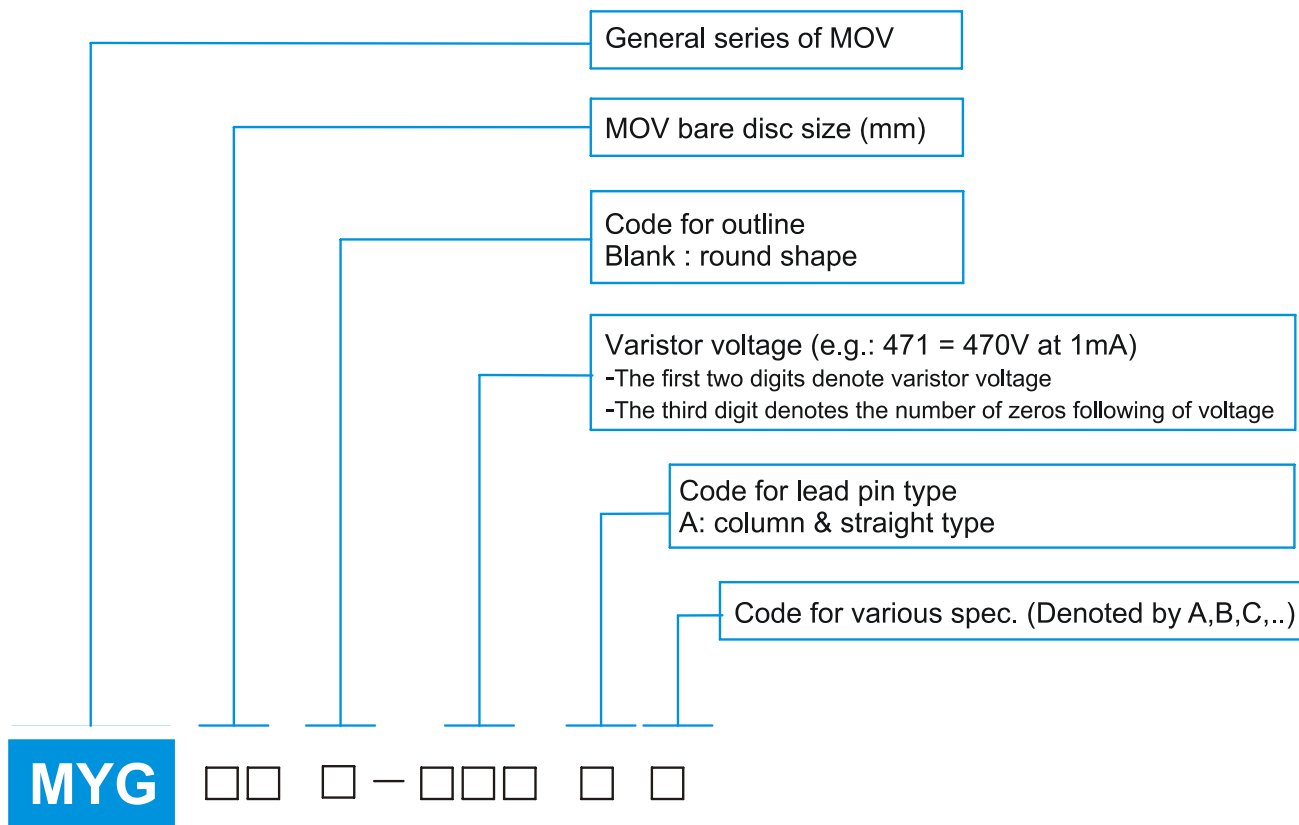 General series of MOV
MOV bare disc size (mm)
Code for outline
Blank : round shape
Varistor voltage (e.g.: 471 = 470V at 1mA)
-The first two digits denote varistor voltage
-The third digit denotes the number of zeros following of voltage
Code for lead pin type
A: column & straight type
Code for various spec. (Denoted by A,B,C,..)
MYG □□ □ — □□□ □ □